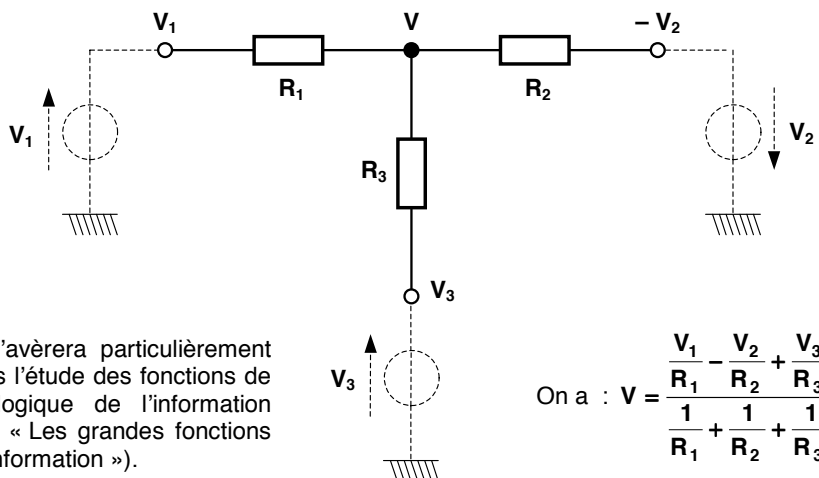 V₁ V – V₂
R₁ R₂
V₁ V₂
R₃
V₃
'avèrera particulièrement
s l'étude des fonctions de
logique de l'information
« Les grandes fonctions
nformation »).
V₃
On a : V = (V₁/R₁ − V₂/R₂ + V₃/R₃) / (1/R₁ + 1/R₂ + 1/R₃)